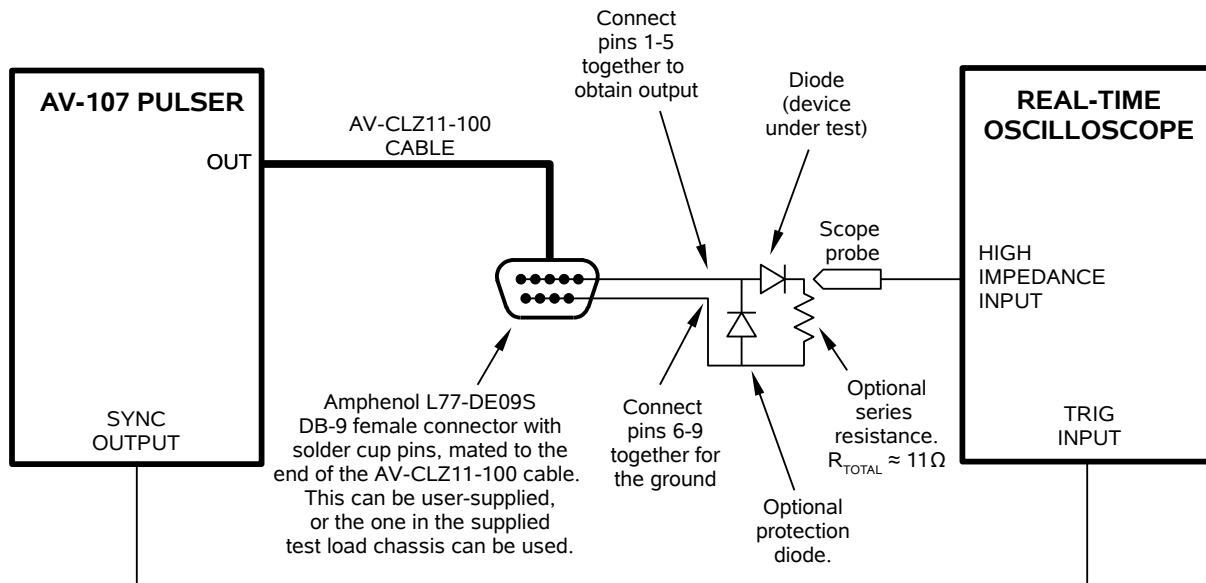 Connect
pins 1-5
together to
obtain output
Diode
(device
under test)
AV-107 PULSER
REAL-TIME
OSCILLOSCOPE
AV-CLZ11-100
CABLE
OUT
Scope
probe
HIGH
IMPEDANCE
INPUT
Amphenol L77-DE09S
DB-9 female connector with
solder cup pins, mated to the
end of the AV-CLZ11-100 cable.
This can be user-supplied,
or the one in the supplied
test load chassis can be used.
Connect
pins 6-9
together for
the ground
Optional
series
resistance.
R_TOTAL ≈ 11Ω
Optional
protection
diode.
SYNC
OUTPUT
TRIG
INPUT